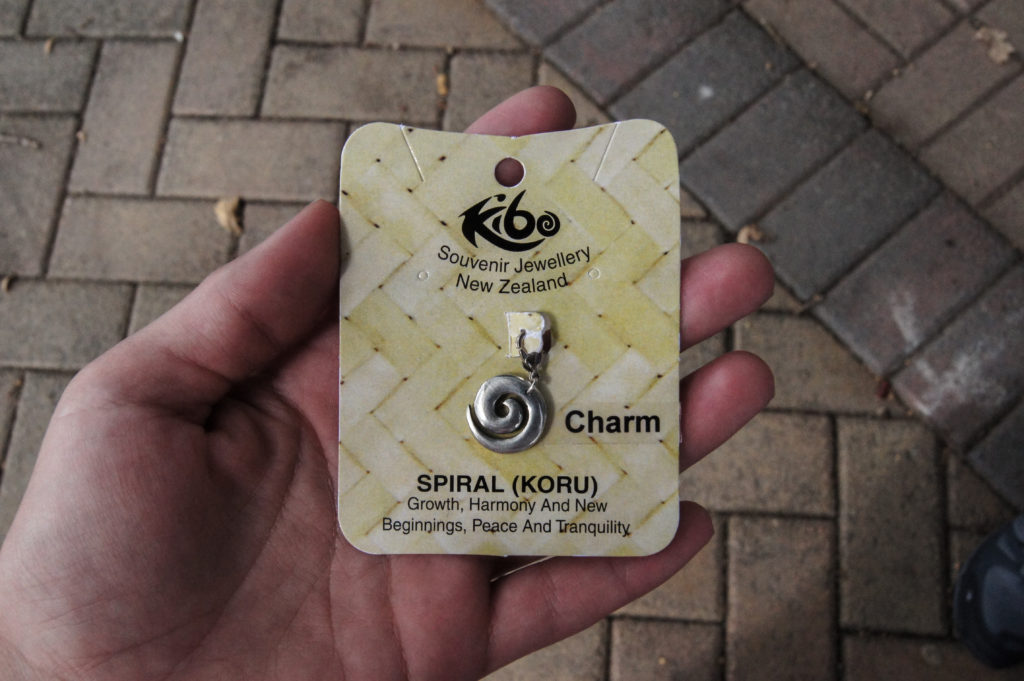 Kibo
Souvenir Jewellery
New Zealand
Charm
SPIRAL (KORU)
Growth, Harmony And New
Beginnings, Peace And Tranquility